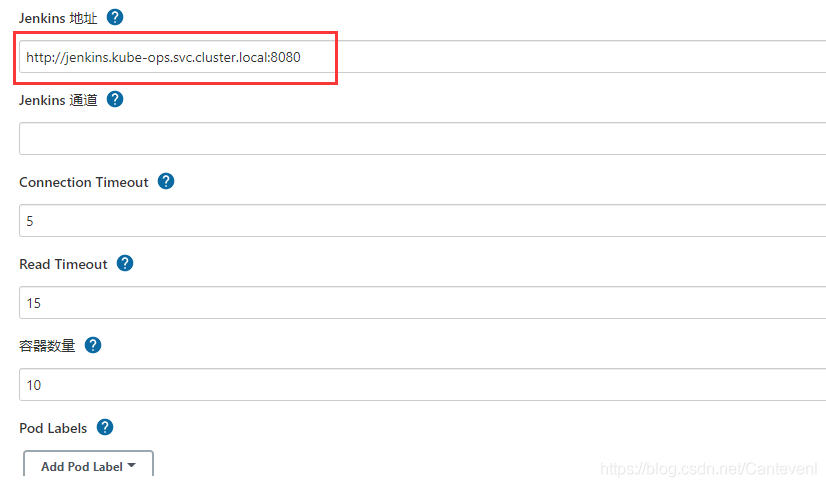 Jenkins 地址
http://jenkins.kube-ops.svc.cluster.local:8080
Jenkins 通道
Connection Timeout
5
Read Timeout
15
容器数量
10
Pod Labels
Add Pod Label
https://blog.csdn.net/Cantevenl